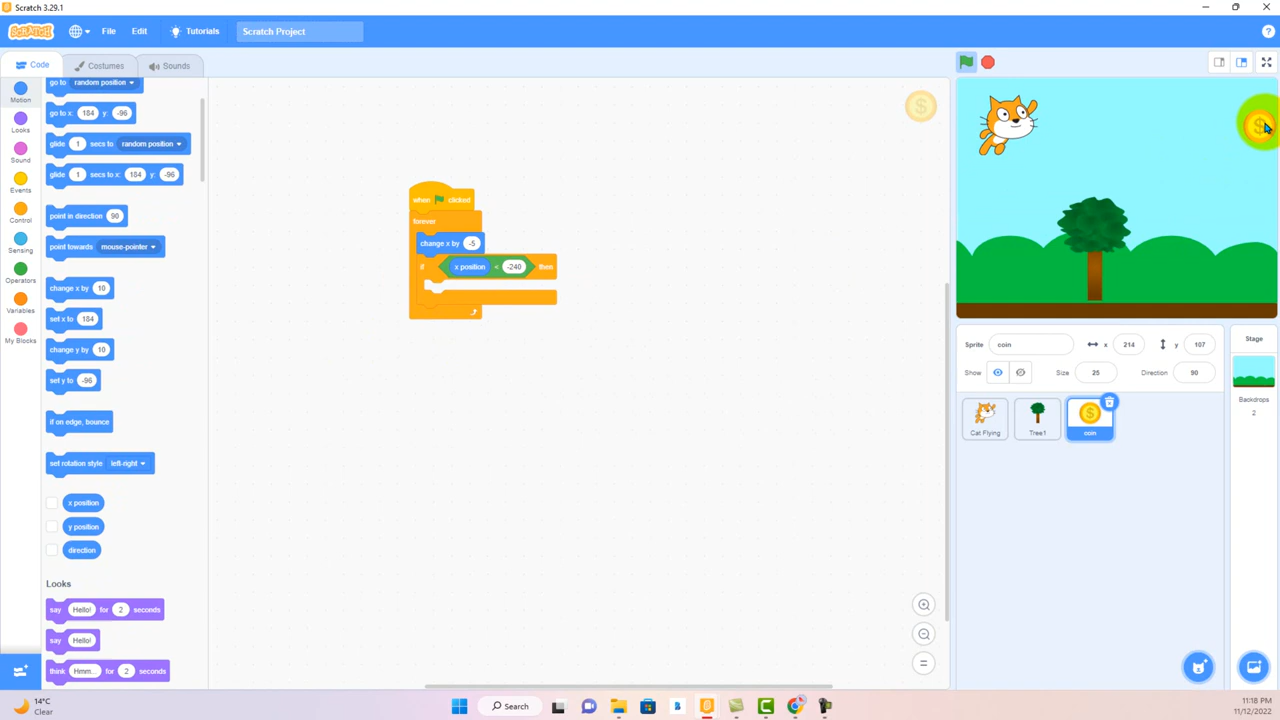 Scratch 3.29.1
SCRATCH File Edit Tutorials Scratch Project
Code Costumes Sounds
Motion
Looks
Sound
Events
Control
Sensing
Operators
Variables
My Blocks
go to random position
go to x: 184 y: -96
glide 1 secs to random position
glide 1 secs to x: 184 y: -96
point in direction 90
point towards mouse-pointer
change x by 10
set x to 184
change y by 10
set y to -96
if on edge, bounce
set rotation style left-right
x position
y position
direction
Looks
say Hello! for 2 seconds
say Hello!
think Hmm... for 2 seconds
when clicked
forever
change x by -5
if x position < -240 then
Sprite coin x 214 y 107
Show Size 25 Direction 90
Cat Flying
Tree1
coin
Stage
Backdrops
2
14°C
Clear
Search
11:18 PM
11/12/2022